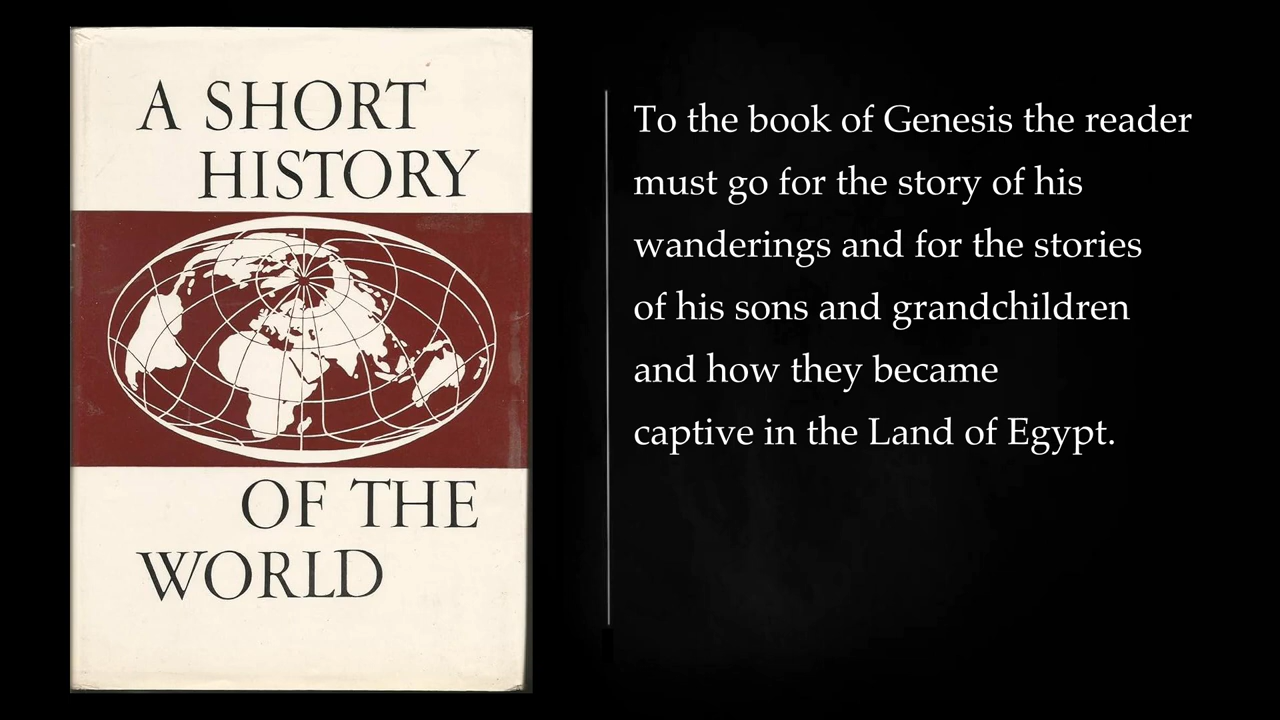 A SHORT
HISTORY
OF THE
WORLD
To the book of Genesis the reader
must go for the story of his
wanderings and for the stories
of his sons and grandchildren
and how they became
captive in the Land of Egypt.